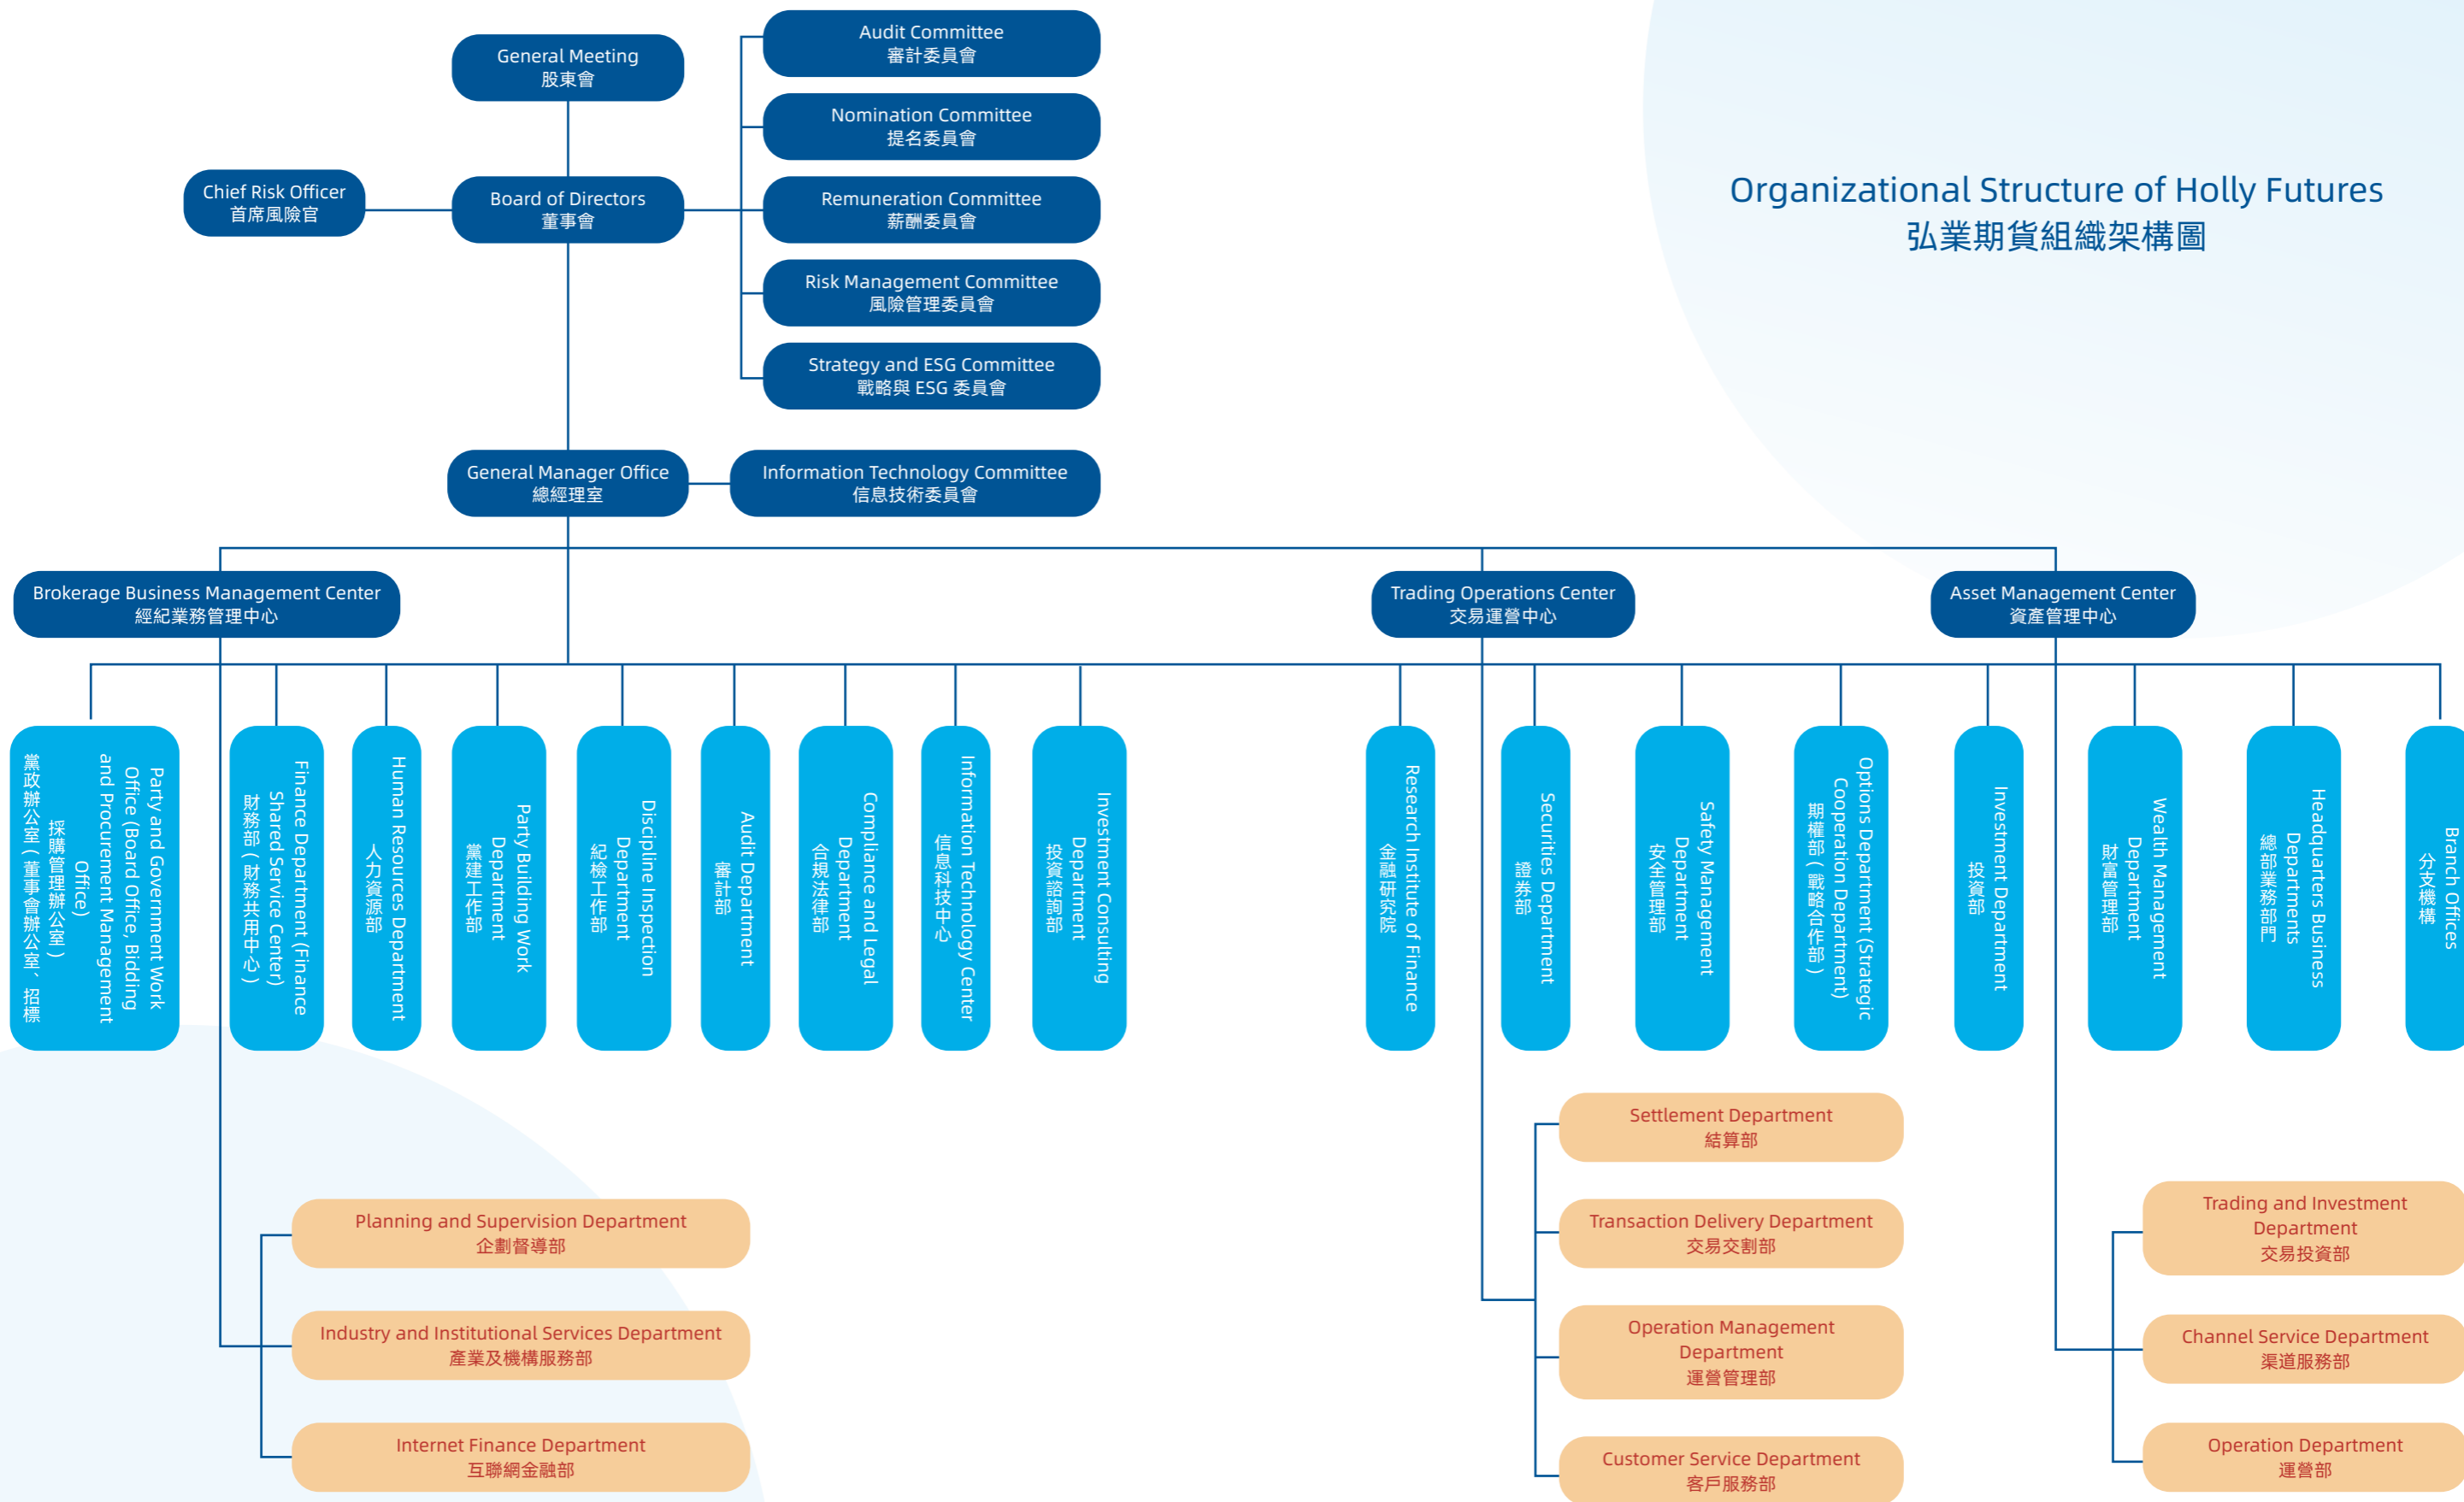 Audit Committee
審計委員會
General Meeting
股東會
Nomination Committee
提名委員會
Chief Risk Officer
首席風險官
Board of Directors
董事會
Remuneration Committee
薪酬委員會
Organizational Structure of Holly Futures
弘業期貨組織架構圖
Risk Management Committee
風險管理委員會
Strategy and ESG Committee
戰略與 ESG 委員會
General Manager Office
總經理室
Information Technology Committee
信息技術委員會
Brokerage Business Management Center
經紀業務管理中心
Trading Operations Center
交易運營中心
Asset Management Center
資產管理中心
Party and Government Work
Office (Board Office, Bidding
and Procurement Management
Office)
採購管理辦公室)
黨政辦公室(董事會辦公室、招標
Finance Department (Finance
Shared Service Center)
財務部(財務共用中心)
Human Resources Department
人力資源部
Party Building Work
Department
黨建工作部
Discipline Inspection
Department
紀檢工作部
Audit Department
審計部
Compliance and Legal
Department
合規法律部
Information Technology Center
信息科技中心
Investment Consulting
Department
投資諮詢部
Research Institute of Finance
金融研究院
Securities Department
證券部
Safety Management
Department
安全管理部
Options Department (Strategic
Cooperation Department)
期權部(戰略合作部)
Investment Department
投資部
Wealth Management
Department
財富管理部
Headquarters Business
Departments
總部業務部門
Branch Offices
分支機構
Planning and Supervision Department
企劃督導部
Industry and Institutional Services Department
產業及機構服務部
Internet Finance Department
互聯網金融部
Settlement Department
結算部
Transaction Delivery Department
交易交割部
Operation Management
Department
運營管理部
Customer Service Department
客戶服務部
Trading and Investment
Department
交易投資部
Channel Service Department
渠道服務部
Operation Department
運營部